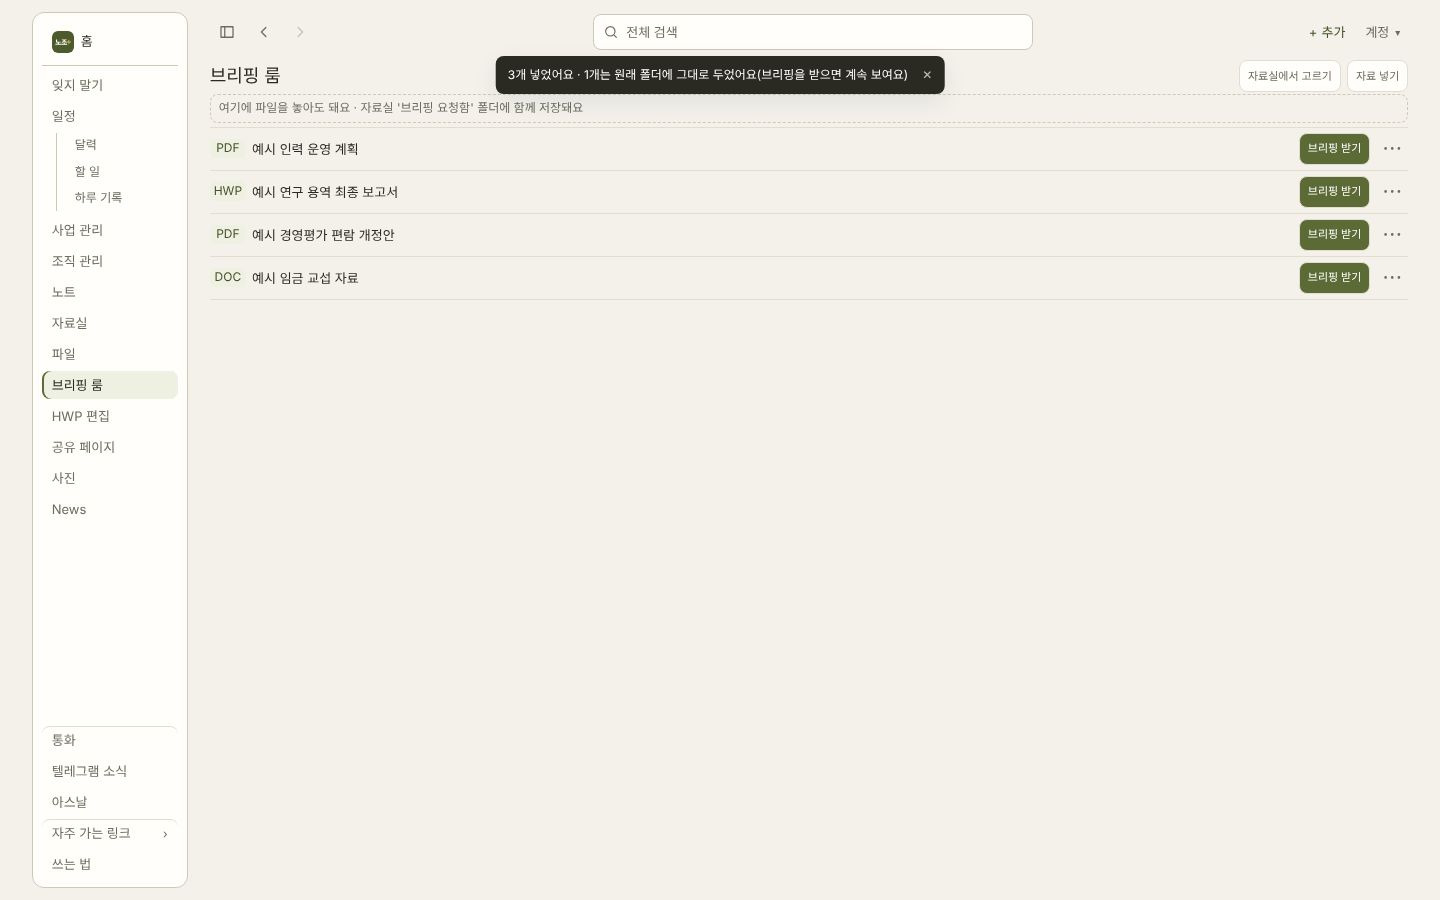 노조+ 홈
잊지 말기
일정
달력
할 일
하루 기록
사업 관리
조직 관리
노트
자료실
파일
브리핑 룸
HWP 편집
공유 페이지
사진
News
통화
텔레그램 소식
아스날
자주 가는 링크 ›
쓰는 법
전체 검색
+ 추가 계정 ▾
브리핑 룸
3개 넣었어요 · 1개는 원래 폴더에 그대로 두었어요(브리핑을 받으면 계속 보여요) ×
자료실에서 고르기 자료 넣기
여기에 파일을 놓아도 돼요 · 자료실 '브리핑 요청함' 폴더에 함께 저장돼요
PDF 예시 인력 운영 계획 브리핑 받기 ···
HWP 예시 연구 용역 최종 보고서 브리핑 받기 ···
PDF 예시 경영평가 편람 개정안 브리핑 받기 ···
DOC 예시 임금 교섭 자료 브리핑 받기 ···